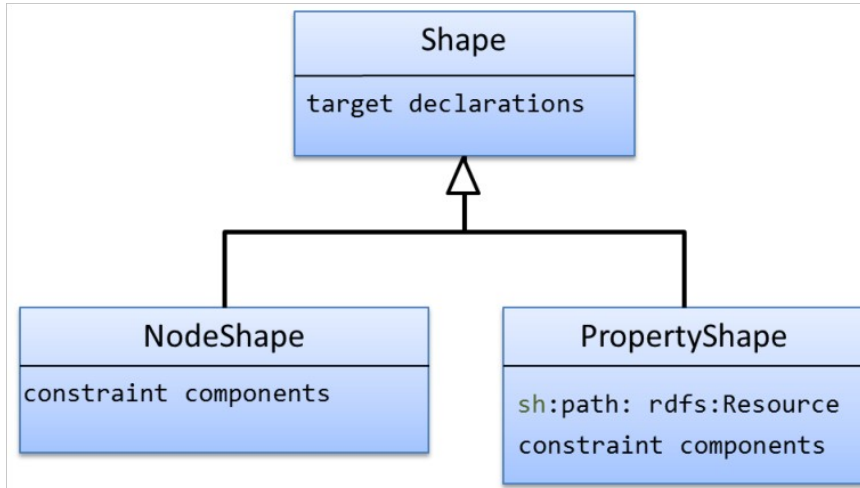 Shape
target declarations
NodeShape
constraint components
PropertyShape
sh:path: rdfs:Resource
constraint components